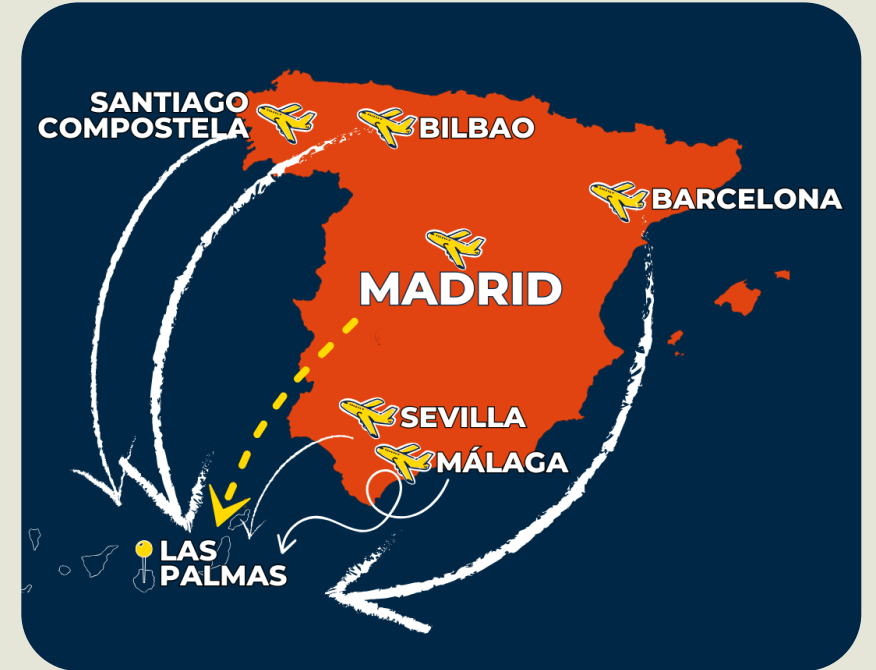 SANTIAGO
COMPOSTELA
BILBAO
BARCELONA
MADRID
SEVILLA
MÁLAGA
LAS
PALMAS